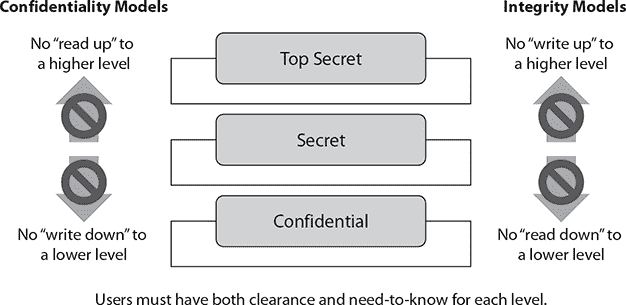 Confidentiality Models
Integrity Models
No “read up” to
a higher level
Top Secret
No “write up” to
a higher level
Secret
No “write down” to
a lower level
Confidential
No “read down” to
a lower level
Users must have both clearance and need-to-know for each level.